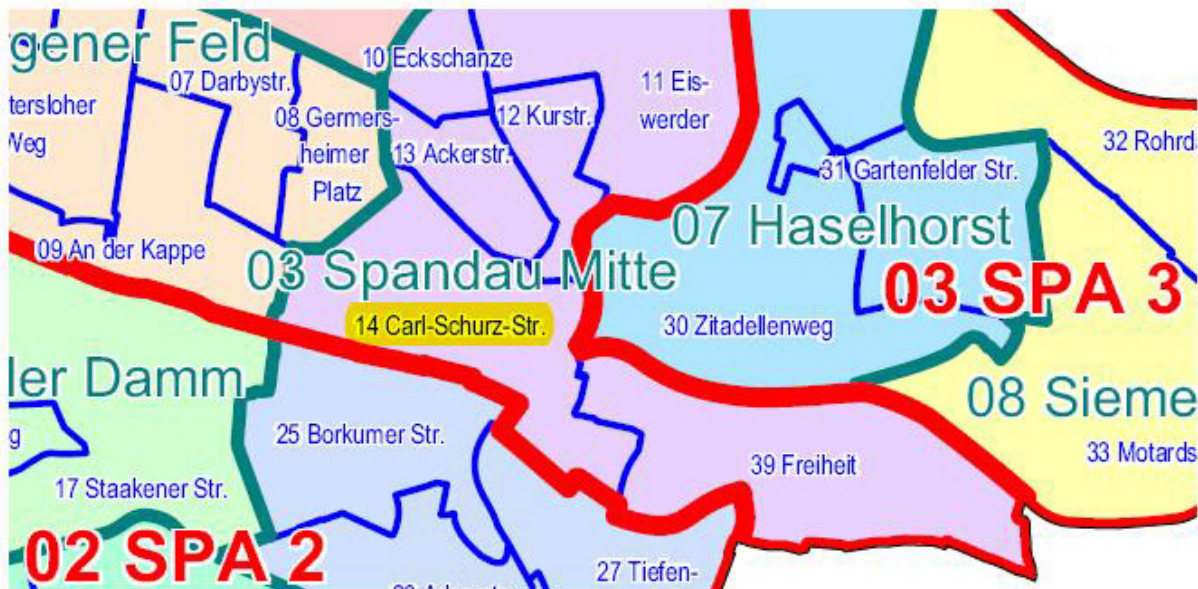 gener Feld
10 Eckschanze
07 Darbystr.
11 Eis-
werder
tersloher
Weg
08 Germers-
heimer
Platz
12 Kurstr.
13 Ackerstr.
31 Gartenfelder Str.
09 An der Kappe
03 Spandau Mitte
07 Haselhorst
03 SPA 3
14 Carl-Schurz-Str.
30 Zitadellenweg
ler Damm
08 Sieme
g
25 Borkumer Str.
39 Freiheit
33 Motards
17 Staakener Str.
02 SPA 2
27 Tiefen-